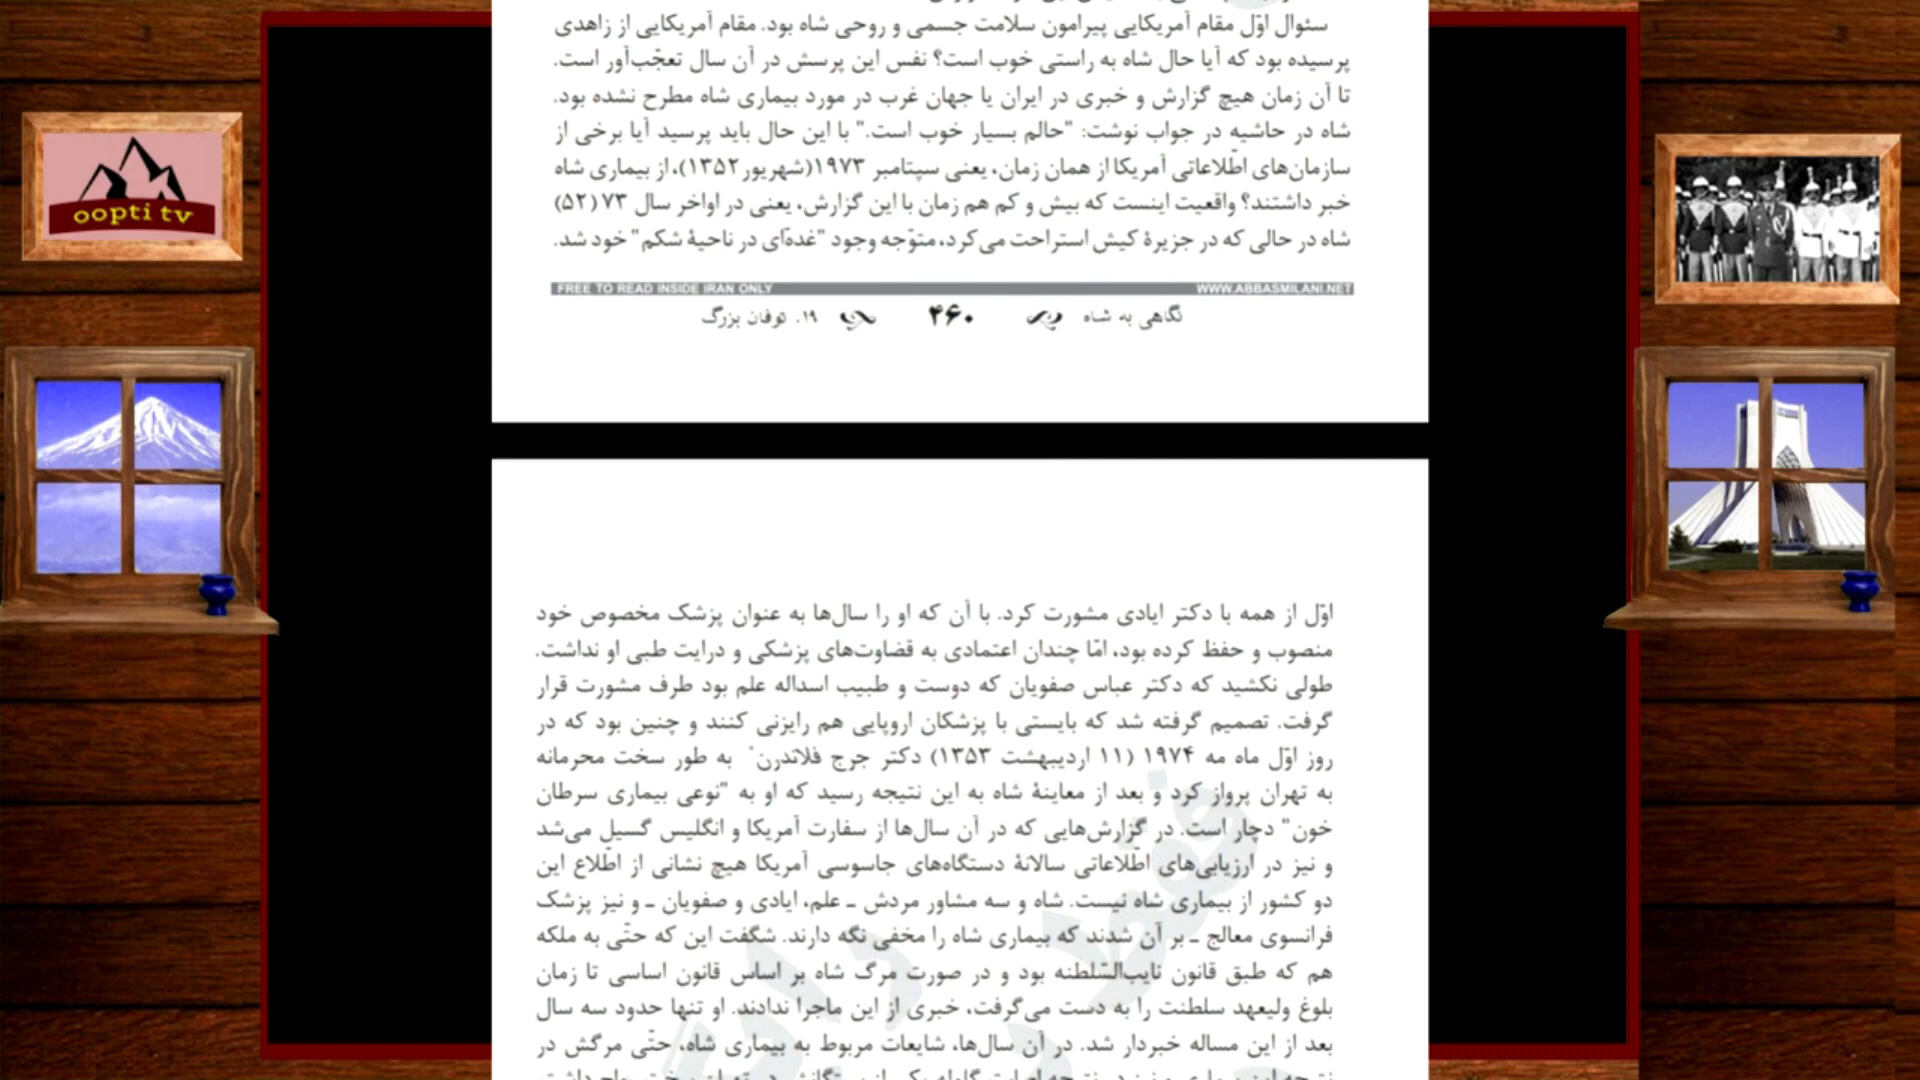 سئوال اوّل مقام آمریکایی پیرامون سلامت جسمی و روحی شاه بود. مقام آمریکایی از زاهدی
پرسیده بود که آیا حال شاه به راستی خوب است؟ نفس این پرسش در آن سال تعجّب‌آور است.
تا آن زمان هیچ گزارش و خبری در ایران یا جهان غرب در مورد بیماری شاه مطرح نشده بود.
شاه در حاشیه در جواب نوشت: "حالم بسیار خوب است." با این حال باید پرسید آیا برخی از
سازمان‌های اطّلاعاتی آمریکا از همان زمان، یعنی سپتامبر ۱۹۷۳(شهریور ۱۳۵۲)، از بیماری شاه
خبر داشتند؟ واقعیت اینست که بیش و کم هم زمان با این گزارش، یعنی در اواخر سال ۷۳ (۵۲)
شاه در حالی که در جزیرهٔ کیش استراحت می‌کرد، متوّجه وجود "غدّه‌ای در ناحیهٔ شکم" خود شد.
FREE TO READ INSIDE IRAN ONLY WWW.ABBASMILANI.NET
نگاهی به شاه ۴۶۰ ۱۹. توفان بزرگ
oopti tv
اوّل از همه با دکتر ایادی مشورت کرد. با آن که او را سال‌ها به عنوان پزشک مخصوص خود
منصوب و حفظ کرده بود، امّا چندان اعتمادی به قضاوت‌های پزشکی و درایت طبی او نداشت.
طولی نکشید که دکتر عباس صفویان که دوست و طبیب اسداله علم بود طرف مشورت قرار
گرفت. تصمیم گرفته شد که بایستی با پزشکان اروپایی هم رایزنی کنند و چنین بود که در
روز اوّل ماه مه ۱۹۷۴ (۱۱ اردیبهشت ۱۳۵۳) دکتر جرج فلاندرن* به طور سخت محرمانه
به تهران پرواز کرد و بعد از معاینهٔ شاه به این نتیجه رسید که او به "نوعی بیماری سرطان
خون" دچار است. در گزارش‌هایی که در آن سال‌ها از سفارت آمریکا و انگلیس گسیل می‌شد
و نیز در ارزیابی‌های اطّلاعاتی سالانهٔ دستگاه‌های جاسوسی آمریکا هیچ نشانی از اطّلاع این
دو کشور از بیماری شاه نیست. شاه و سه مشاور مردش ـ علم، ایادی و صفویان ـ و نیز پزشک
فرانسوی معالج ـ بر آن شدند که بیماری شاه را مخفی نگه دارند. شگفت این که حتّی به ملکه
هم که طبق قانون نایب‌السّلطنه بود و در صورت مرگ شاه بر اساس قانون اساسی تا زمان
بلوغ ولیعهد سلطنت را به دست می‌گرفت، خبری از این ماجرا ندادند. او تنها حدود سه سال
بعد از این مساله خبردار شد. در آن سال‌ها، شایعات مربوط به بیماری شاه، حتّی مرگش در